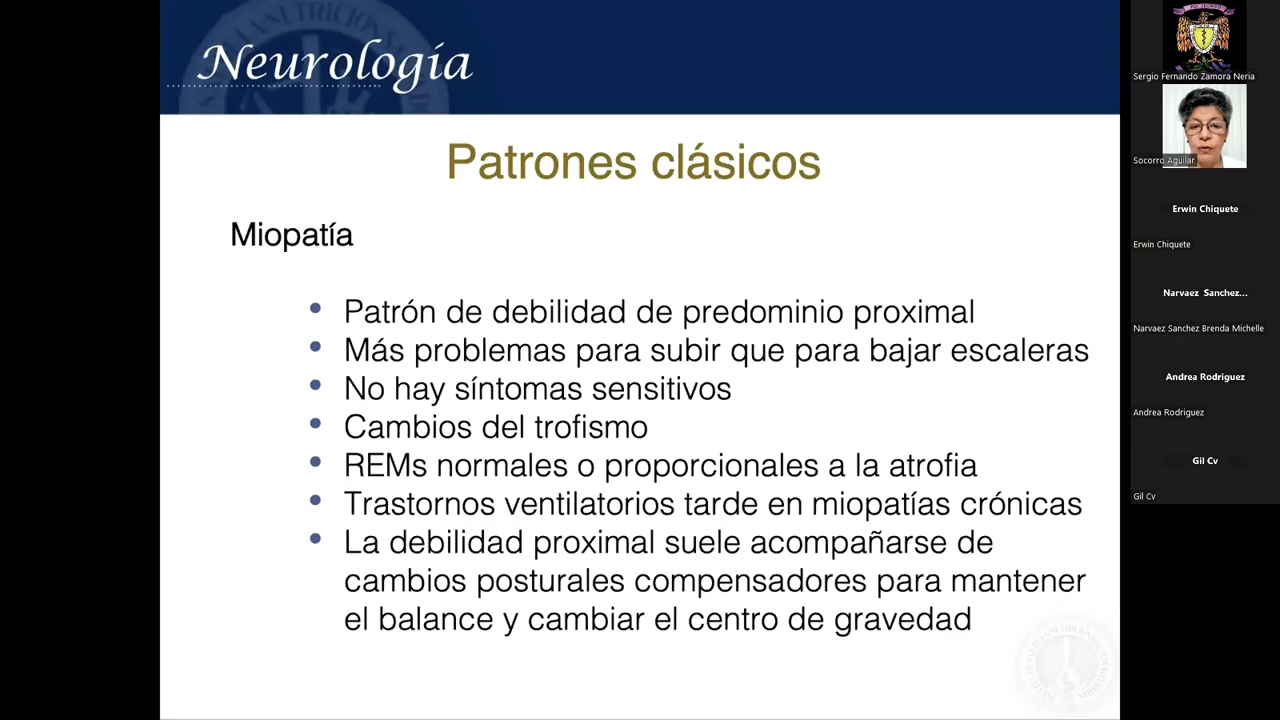 Neurología
Patrones clásicos
Miopatía
• Patrón de debilidad de predominio proximal
• Más problemas para subir que para bajar escaleras
• No hay síntomas sensitivos
• Cambios del trofismo
• REMs normales o proporcionales a la atrofia
• Trastornos ventilatorios tarde en miopatías crónicas
• La debilidad proximal suele acompañarse de
cambios posturales compensadores para mantener
el balance y cambiar el centro de gravedad
Sergio Fernando Zamora Neria
Socorro Aguilar
Erwin Chiquete
Erwin Chiquete
Narvaez Sanchez...
Narvaez Sanchez Brenda Michelle
Andrea Rodriguez
Andrea Rodriguez
Gil Cv
Gil Cv